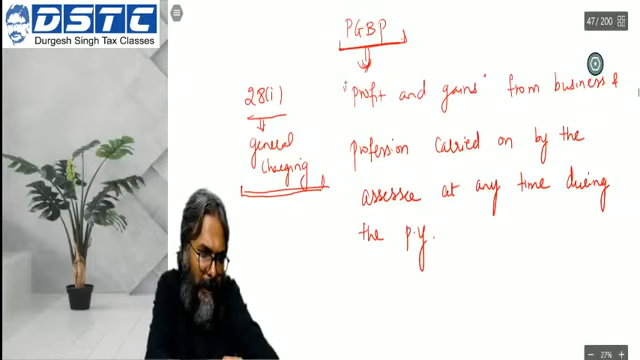 DSTC
Durgesh Singh Tax Classes
47/200
PGBP
28(i)
general
charging
"profit and gains" from business &
profession carried on by the
assessee at any time during
the p.y.
27%